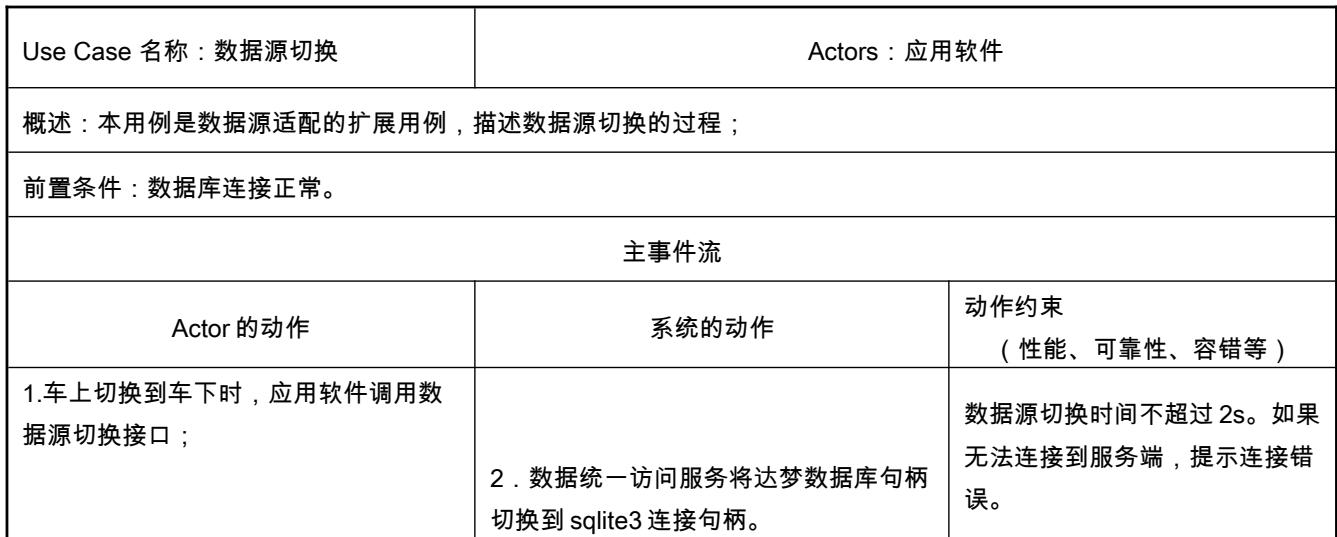 Use Case 名称：数据源切换
Actors：应用软件
概述：本用例是数据源适配的扩展用例，描述数据源切换的过程；
前置条件：数据库连接正常。
主事件流
Actor 的动作
系统的动作
动作约束
（性能、可靠性、容错等）
1.车上切换到车下时，应用软件调用数
据源切换接口；
2．数据统一访问服务将达梦数据库句柄
切换到 sqlite3 连接句柄。
数据源切换时间不超过 2s。如果
无法连接到服务端，提示连接错
误。